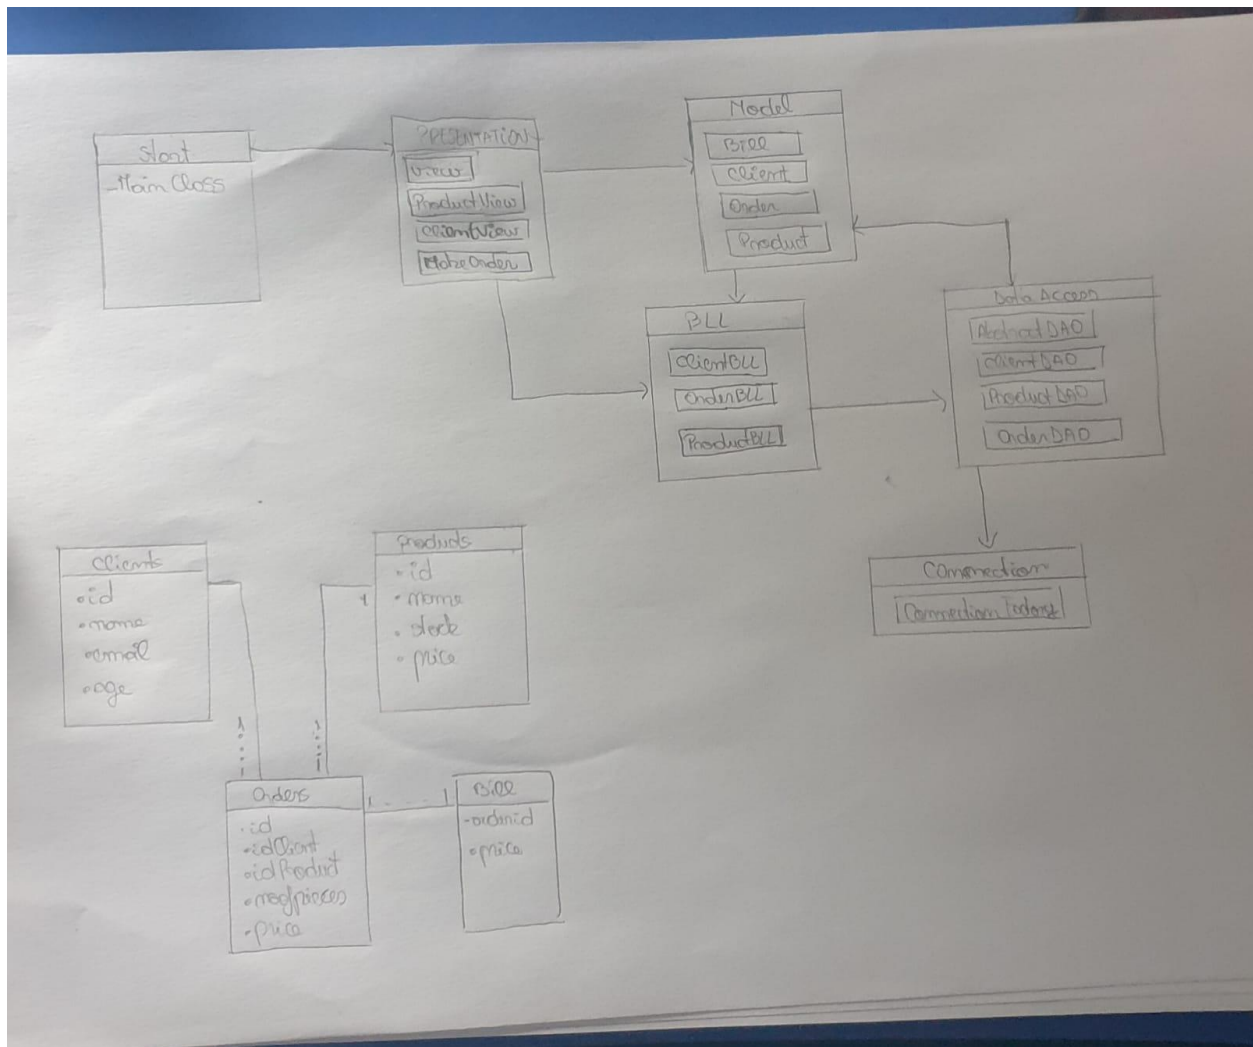 Start
-Main Class
PRESENTATION
View
ProductView
ClientView
MakeOrder
Model
Bill
Client
Order
Product
BLL
ClientBLL
OrderBLL
ProductBLL
Data Access
AbstractDAO
ClientDAO
ProductDAO
OrderDAO
Connection
Connection
Clients
•id
•name
•email
•age
Products
•id
•name
•stock
•price
1
Orders
•id
•idClient
•idProduct
•nrofpieces
•price
1....1
Bill
-orderid
•price